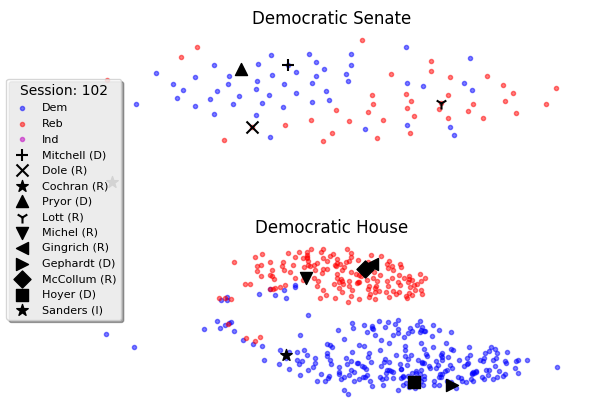 Democratic Senate
Session: 102
Dem
Reb
Ind
Mitchell (D)
Dole (R)
Cochran (R)
Pryor (D)
Lott (R)
Michel (R)
Gingrich (R)
Gephardt (D)
McCollum (R)
Hoyer (D)
Sanders (I)
Democratic House